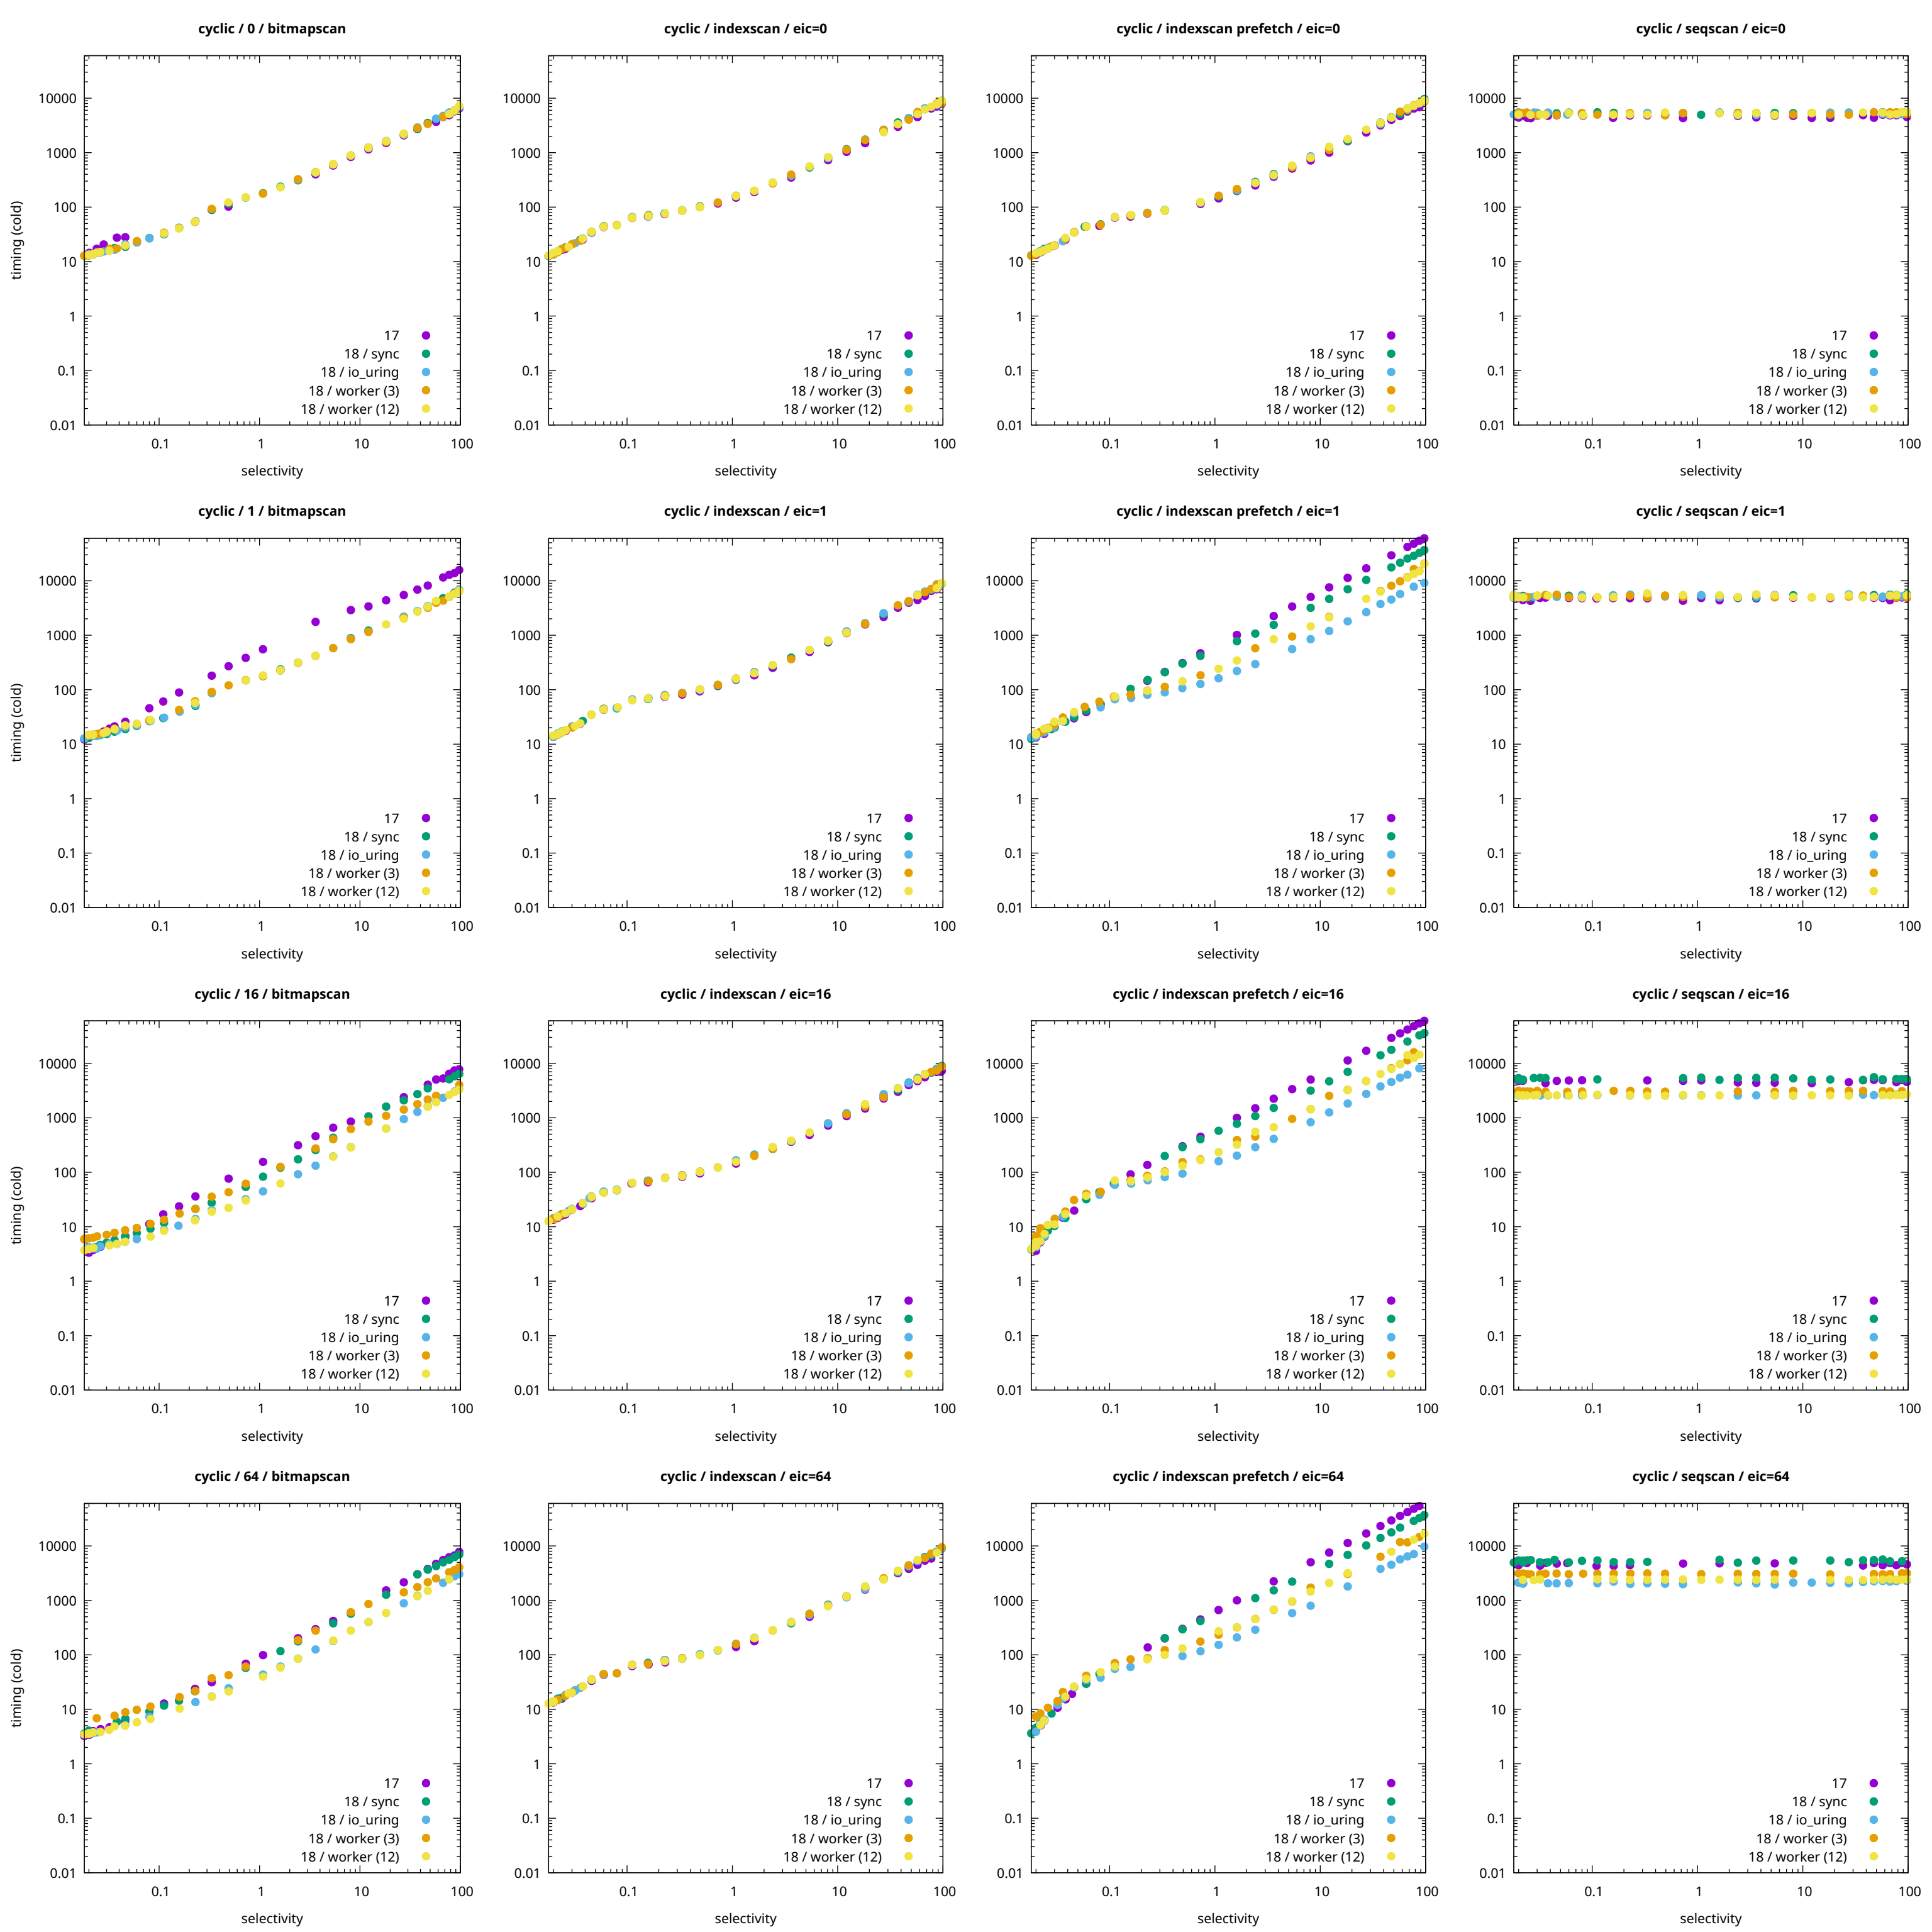 cyclic / 0 / bitmapscan
timing (cold)
10000
1000
100
10
1
0.1
0.01
17
18 / sync
18 / io_uring
18 / worker (3)
18 / worker (12)
0.1 1 10 100
selectivity
cyclic / indexscan / eic=0
10000
1000
100
10
1
0.1
0.01
17
18 / sync
18 / io_uring
18 / worker (3)
18 / worker (12)
0.1 1 10 100
selectivity
cyclic / indexscan prefetch / eic=0
10000
1000
100
10
1
0.1
0.01
17
18 / sync
18 / io_uring
18 / worker (3)
18 / worker (12)
0.1 1 10 100
selectivity
cyclic / seqscan / eic=0
10000
1000
100
10
1
0.1
0.01
17
18 / sync
18 / io_uring
18 / worker (3)
18 / worker (12)
0.1 1 10 100
selectivity
cyclic / 1 / bitmapscan
timing (cold)
10000
1000
100
10
1
0.1
0.01
17
18 / sync
18 / io_uring
18 / worker (3)
18 / worker (12)
0.1 1 10 100
selectivity
cyclic / indexscan / eic=1
10000
1000
100
10
1
0.1
0.01
17
18 / sync
18 / io_uring
18 / worker (3)
18 / worker (12)
0.1 1 10 100
selectivity
cyclic / indexscan prefetch / eic=1
10000
1000
100
10
1
0.1
0.01
17
18 / sync
18 / io_uring
18 / worker (3)
18 / worker (12)
0.1 1 10 100
selectivity
cyclic / seqscan / eic=1
10000
1000
100
10
1
0.1
0.01
17
18 / sync
18 / io_uring
18 / worker (3)
18 / worker (12)
0.1 1 10 100
selectivity
cyclic / 16 / bitmapscan
timing (cold)
10000
1000
100
10
1
0.1
0.01
17
18 / sync
18 / io_uring
18 / worker (3)
18 / worker (12)
0.1 1 10 100
selectivity
cyclic / indexscan / eic=16
10000
1000
100
10
1
0.1
0.01
17
18 / sync
18 / io_uring
18 / worker (3)
18 / worker (12)
0.1 1 10 100
selectivity
cyclic / indexscan prefetch / eic=16
10000
1000
100
10
1
0.1
0.01
17
18 / sync
18 / io_uring
18 / worker (3)
18 / worker (12)
0.1 1 10 100
selectivity
cyclic / seqscan / eic=16
10000
1000
100
10
1
0.1
0.01
17
18 / sync
18 / io_uring
18 / worker (3)
18 / worker (12)
0.1 1 10 100
selectivity
cyclic / 64 / bitmapscan
timing (cold)
10000
1000
100
10
1
0.1
0.01
17
18 / sync
18 / io_uring
18 / worker (3)
18 / worker (12)
0.1 1 10 100
selectivity
cyclic / indexscan / eic=64
10000
1000
100
10
1
0.1
0.01
17
18 / sync
18 / io_uring
18 / worker (3)
18 / worker (12)
0.1 1 10 100
selectivity
cyclic / indexscan prefetch / eic=64
10000
1000
100
10
1
0.1
0.01
17
18 / sync
18 / io_uring
18 / worker (3)
18 / worker (12)
0.1 1 10 100
selectivity
cyclic / seqscan / eic=64
10000
1000
100
10
1
0.1
0.01
17
18 / sync
18 / io_uring
18 / worker (3)
18 / worker (12)
0.1 1 10 100
selectivity